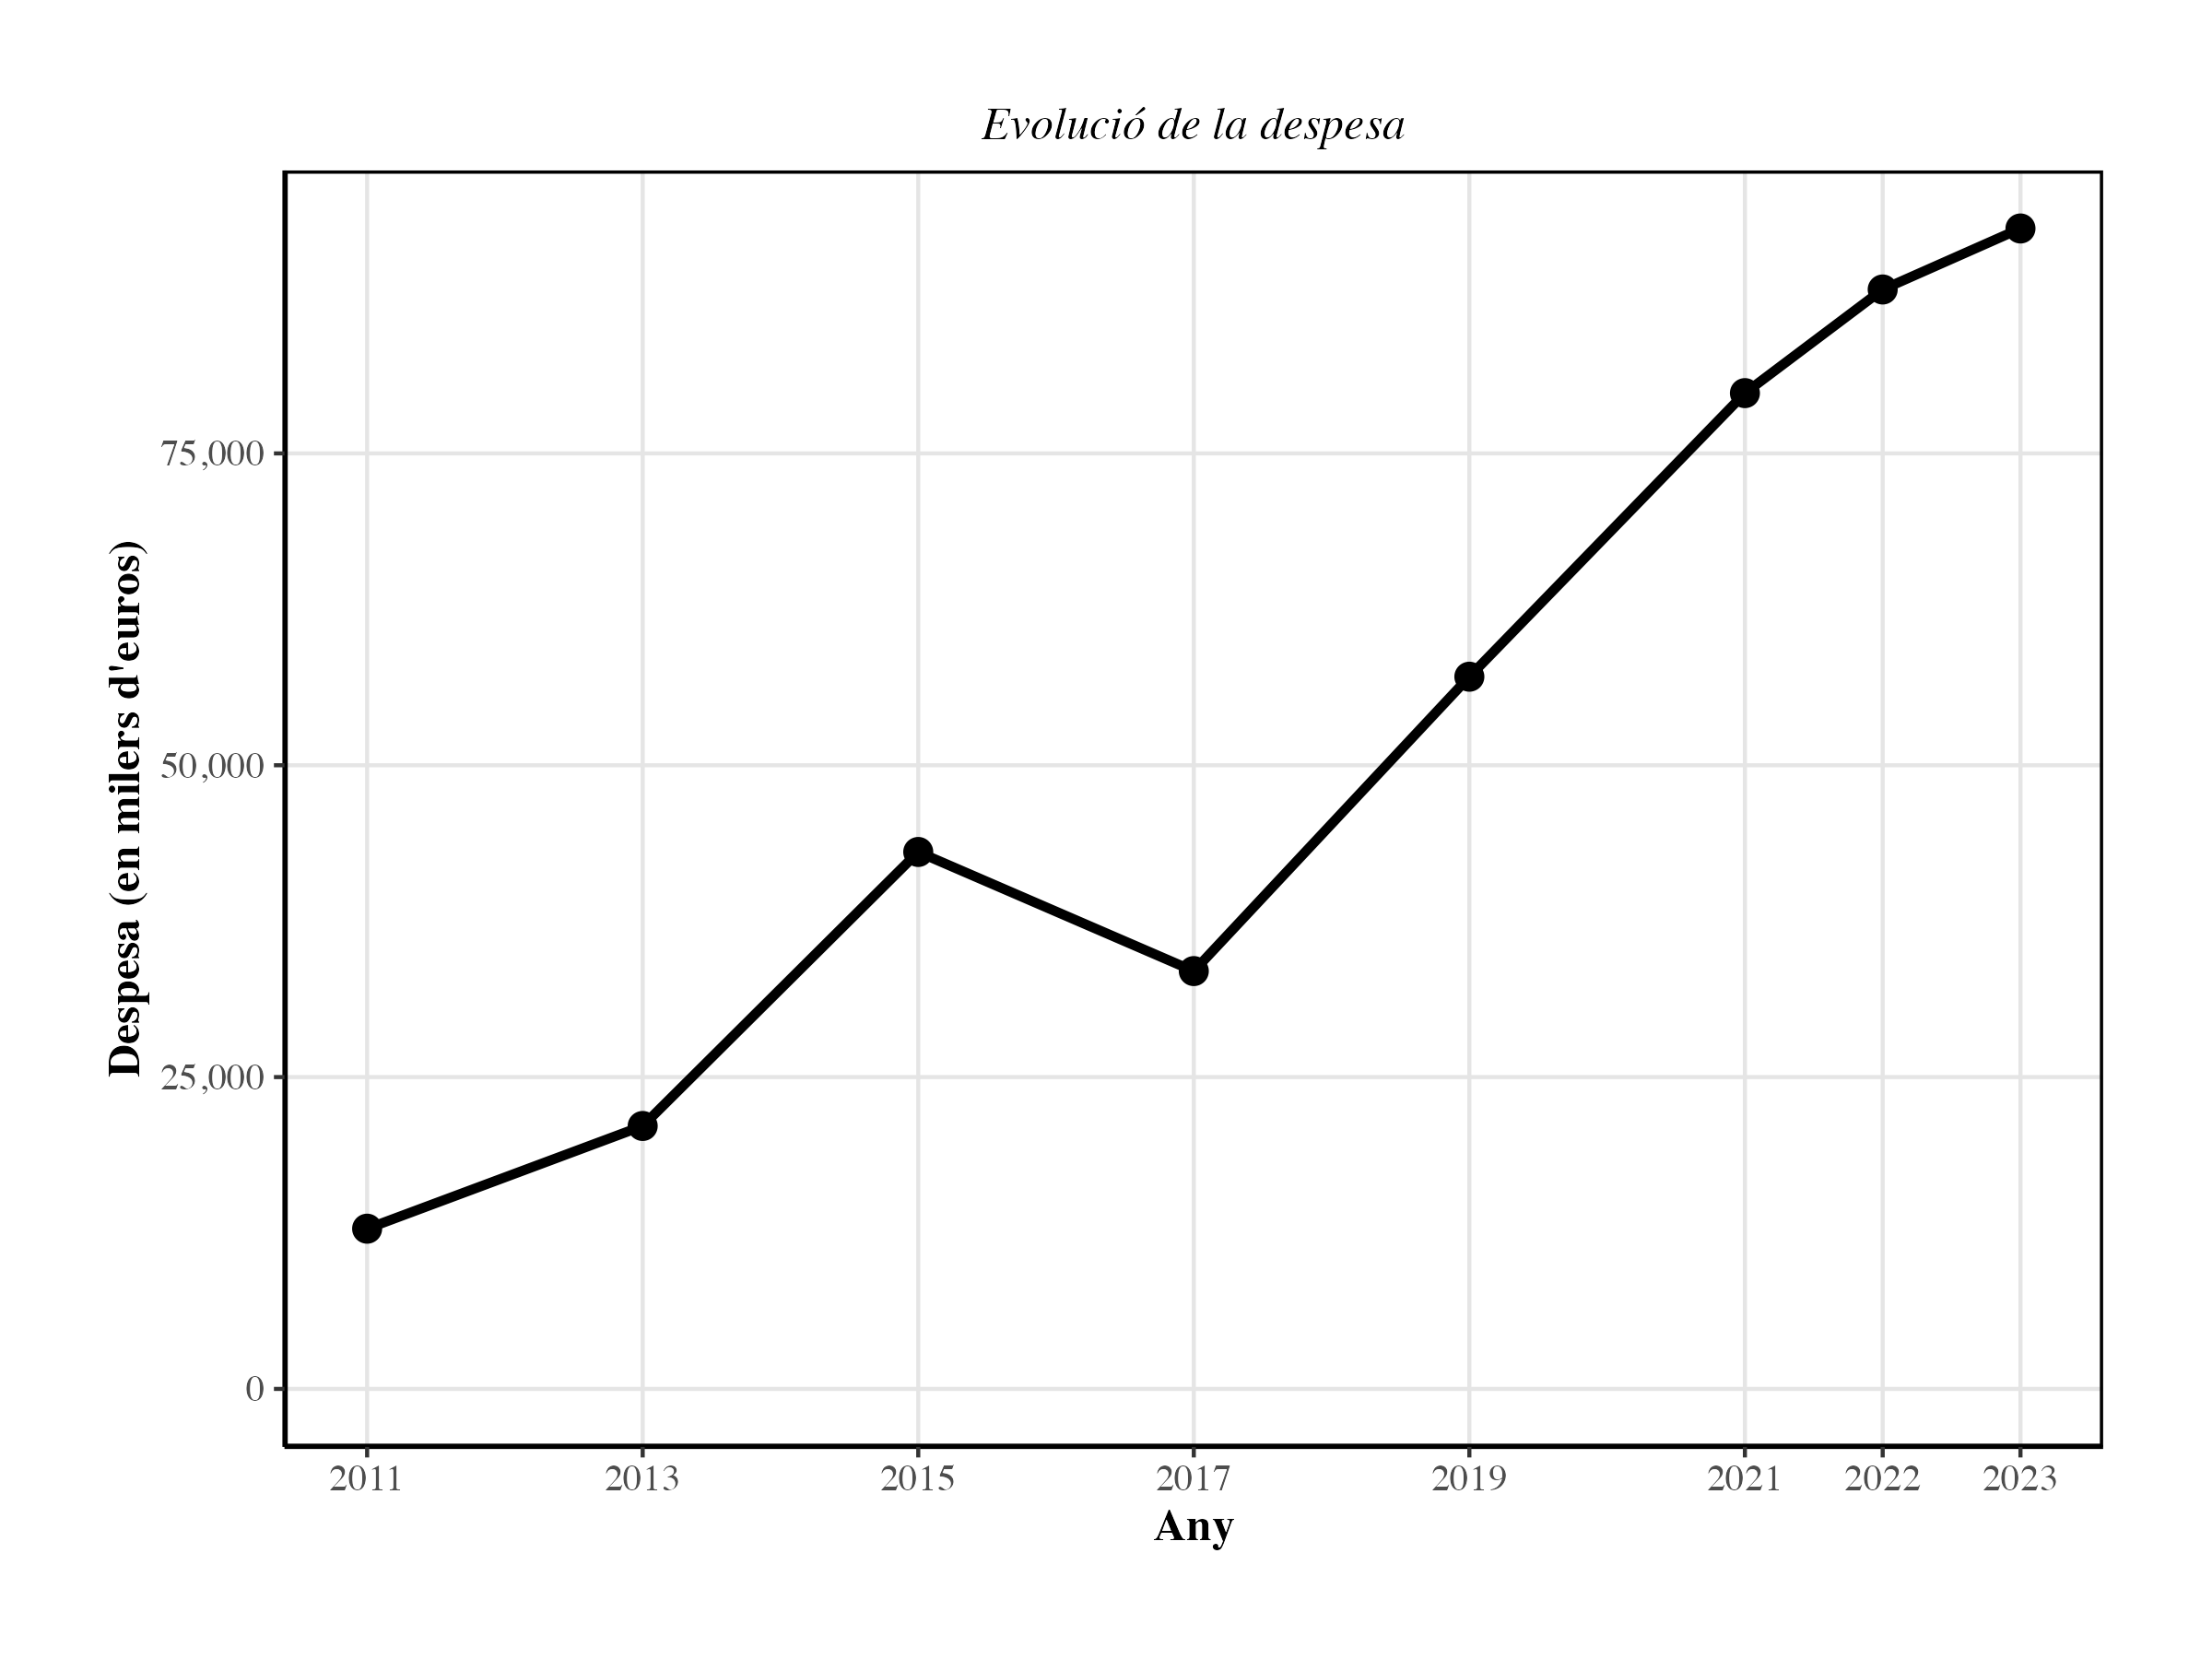 Evolució de la despesa
Despesa (en milers d'euros)
75,000
50,000
25,000
0
2011 2013 2015 2017 2019 2021 2022 2023
Any